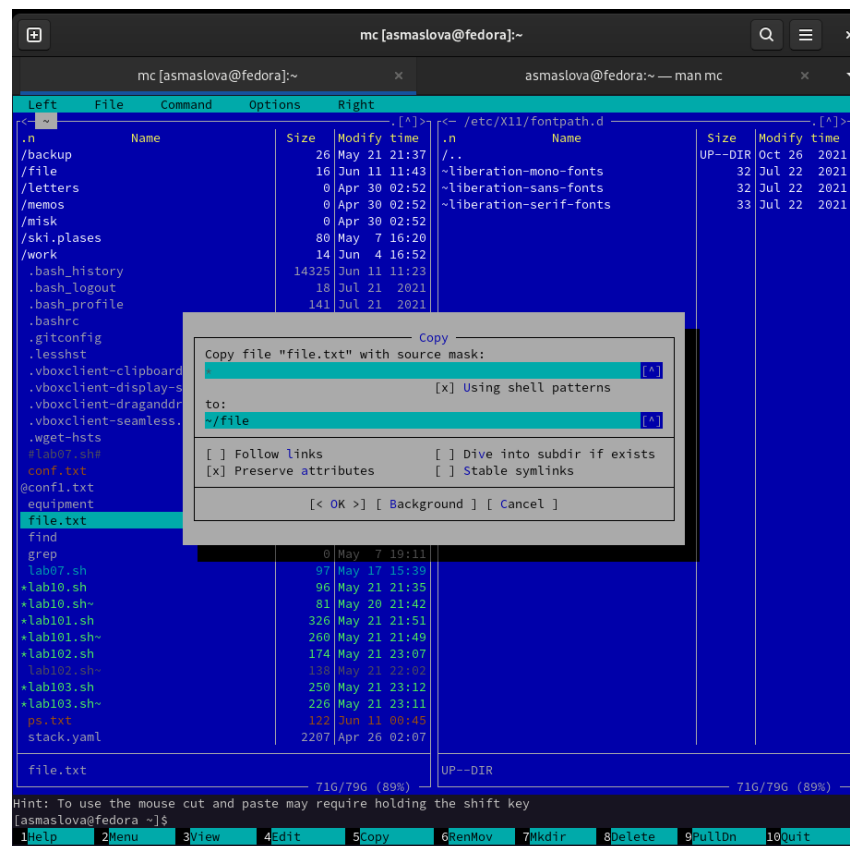 mc [asmaslova@fedora]:~
mc [asmaslova@fedora]:~ ×
asmaslova@fedora:~ — man mc ×
Left File Command Options Right
<- ~ .[^]>
.n Name Size Modify time
/backup 26 May 21 21:37
/file 16 Jun 11 11:43
/letters 0 Apr 30 02:52
/memos 0 Apr 30 02:52
/misk 0 Apr 30 02:52
/ski.plases 80 May 7 16:20
/work 14 Jun 4 16:52
.bash_history 14325 Jun 11 11:23
.bash_logout 18 Jul 21 2021
.bash_profile 141 Jul 21 2021
.bashrc
.gitconfig
.lesshst
.vboxclient-clipboard
.vboxclient-display-s
.vboxclient-draganddr
.vboxclient-seamless.
.wget-hsts
#lab07.sh#
conf.txt
@conf1.txt
equipment
file.txt
find
grep 0 May 7 19:11
lab07.sh 97 May 17 15:39
*lab10.sh 96 May 21 21:35
*lab10.sh~ 81 May 20 21:42
*lab101.sh 326 May 21 21:51
*lab101.sh~ 260 May 21 21:49
*lab102.sh 174 May 21 23:07
lab102.sh~ 138 May 21 22:02
*lab103.sh 250 May 21 23:12
*lab103.sh~ 226 May 21 23:11
ps.txt 122 Jun 11 00:45
stack.yaml 2207 Apr 26 02:07
file.txt
71G/79G (89%)
<- /etc/X11/fontpath.d .[^]>
.n Name Size Modify time
/.. UP--DIR Oct 26 2021
~liberation-mono-fonts 32 Jul 22 2021
~liberation-sans-fonts 32 Jul 22 2021
~liberation-serif-fonts 33 Jul 22 2021
UP--DIR
71G/79G (89%)
Copy
Copy file "file.txt" with source mask:
* [^]
[x] Using shell patterns
to:
~/file [^]
[ ] Follow links [ ] Dive into subdir if exists
[x] Preserve attributes [ ] Stable symlinks
[< OK >] [ Background ] [ Cancel ]
Hint: To use the mouse cut and paste may require holding the shift key
[asmaslova@fedora ~]$
1Help 2Menu 3View 4Edit 5Copy 6RenMov 7Mkdir 8Delete 9PullDn 10Quit